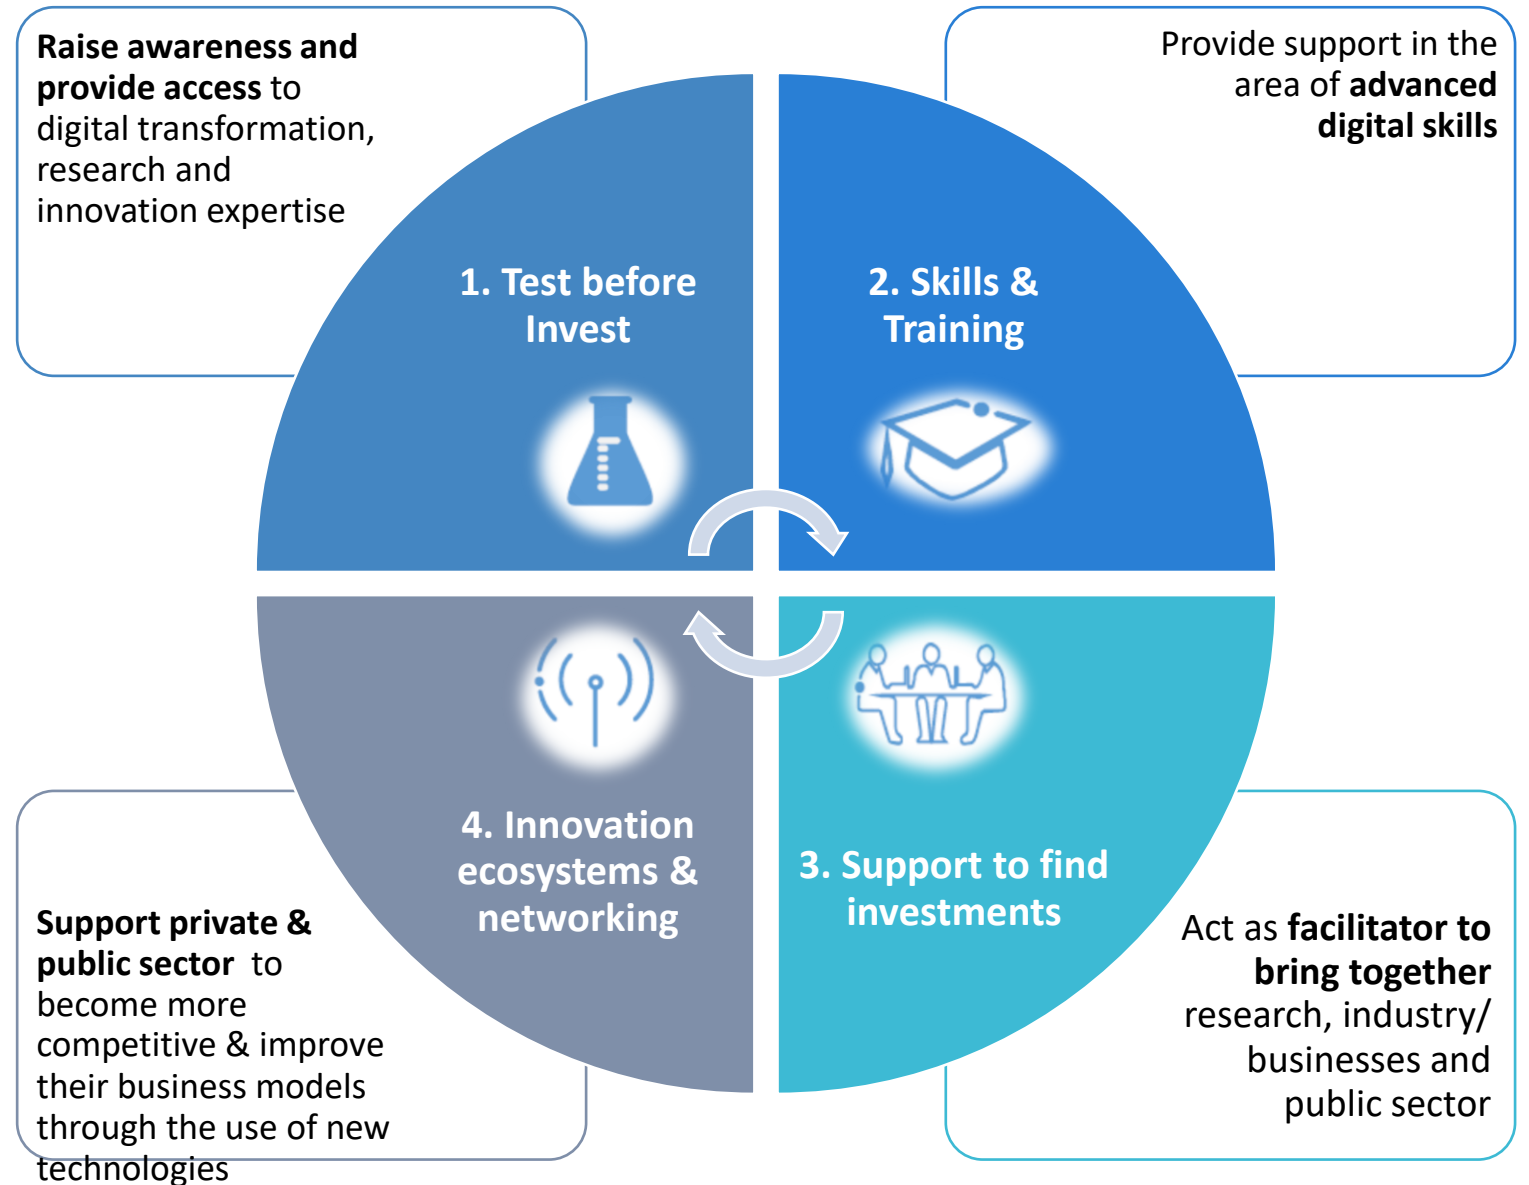 Raise awareness and
provide access to
digital transformation,
research and
innovation expertise
Provide support in the
area of advanced
digital skills
1. Test before
Invest
2. Skills &
Training
4. Innovation
ecosystems &
networking
3. Support to find
investments
Support private &
public sector  to
become more
competitive & improve
their business models
through the use of new
technologies
Act as facilitator to
bring together
research, industry/
businesses and
public sector